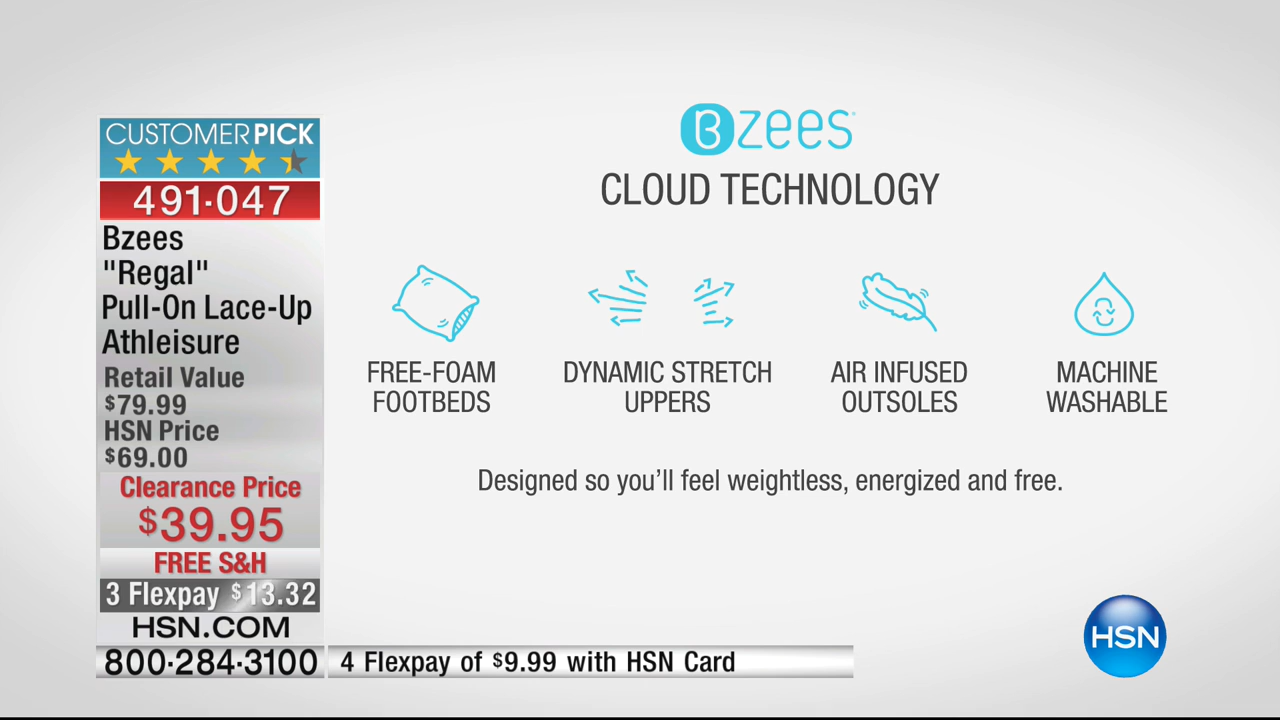 CUSTOMERPICK
491·047
Bzees
"Regal"
Pull-On Lace-Up
Athleisure
Retail Value
$79.99
HSN Price
$69.00
Clearance Price
$39.95
FREE S&H
3 Flexpay $13.32
HSN.COM
800·284·3100
4 Flexpay of $9.99 with HSN Card
Bzees
CLOUD TECHNOLOGY
FREE-FOAM
FOOTBEDS
DYNAMIC STRETCH
UPPERS
AIR INFUSED
OUTSOLES
MACHINE
WASHABLE
Designed so you’ll feel weightless, energized and free.
HSN